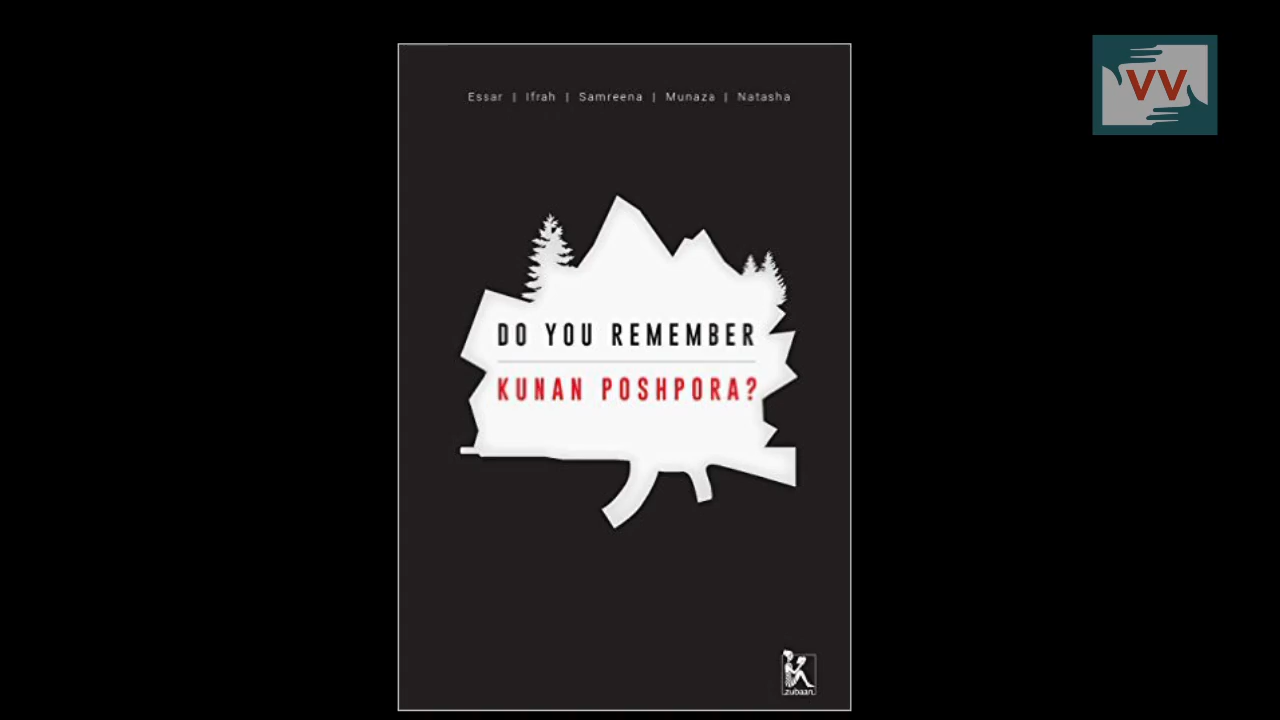 VV
Essar | Ifrah | Samreena | Munaza | Natasha
DO YOU REMEMBER
KUNAN POSHPORA?
zubaan